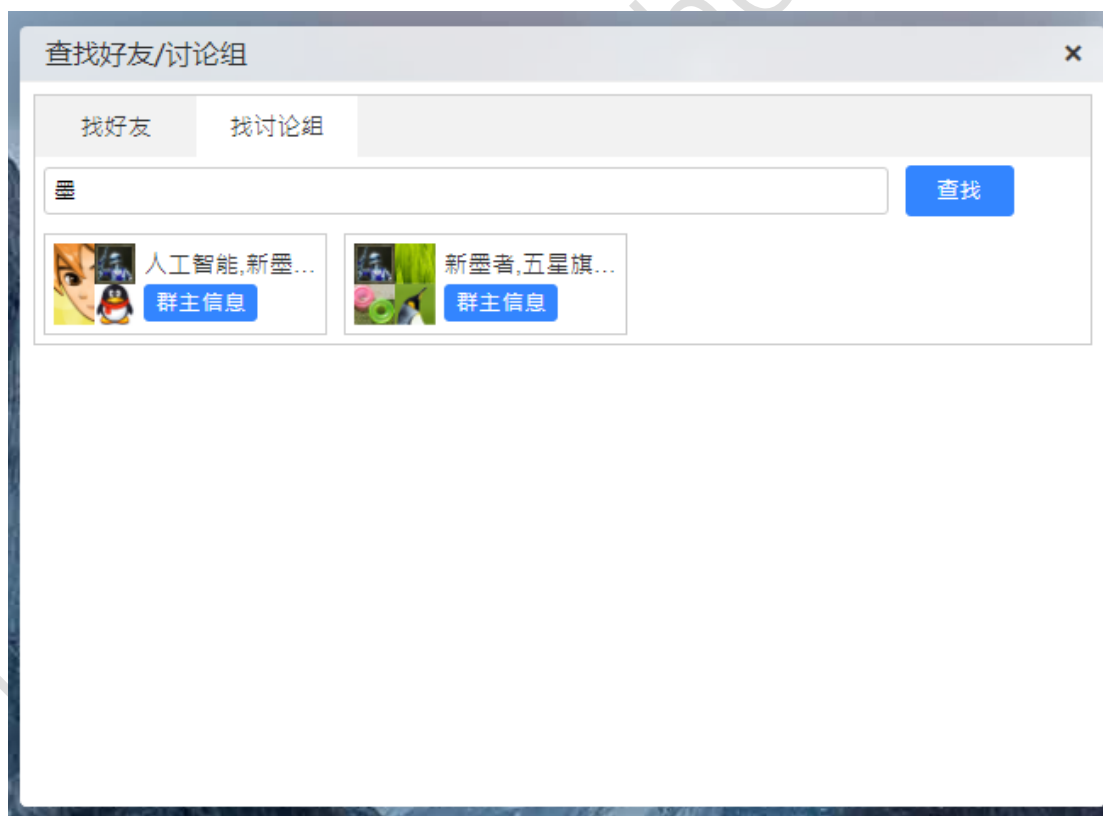 查找好友/讨论组 ×
找好友 找讨论组
墨 查找
人工智能,新墨... 新墨者,五星旗...
群主信息 群主信息